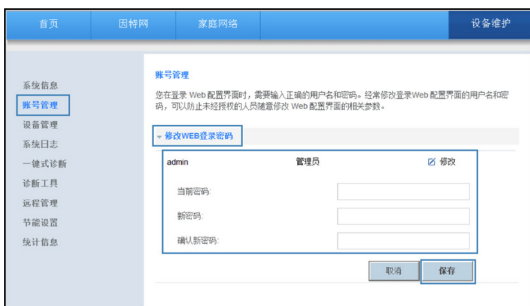 首页 因特网 家庭网络 设备维护
系统信息
账号管理
设备管理
系统日志
一键式诊断
诊断工具
远程管理
节能设置
统计信息
账号管理
您在登录 Web 配置界面时，需要输入正确的用户名和密码。经常修改登录Web 配置界面的用户名和密
码，可以防止未经授权的人员随意修改 Web 配置界面的相关参数。
修改WEB登录密码
admin 管理员 修改
当前密码:
新密码:
确认新密码:
取消 保存